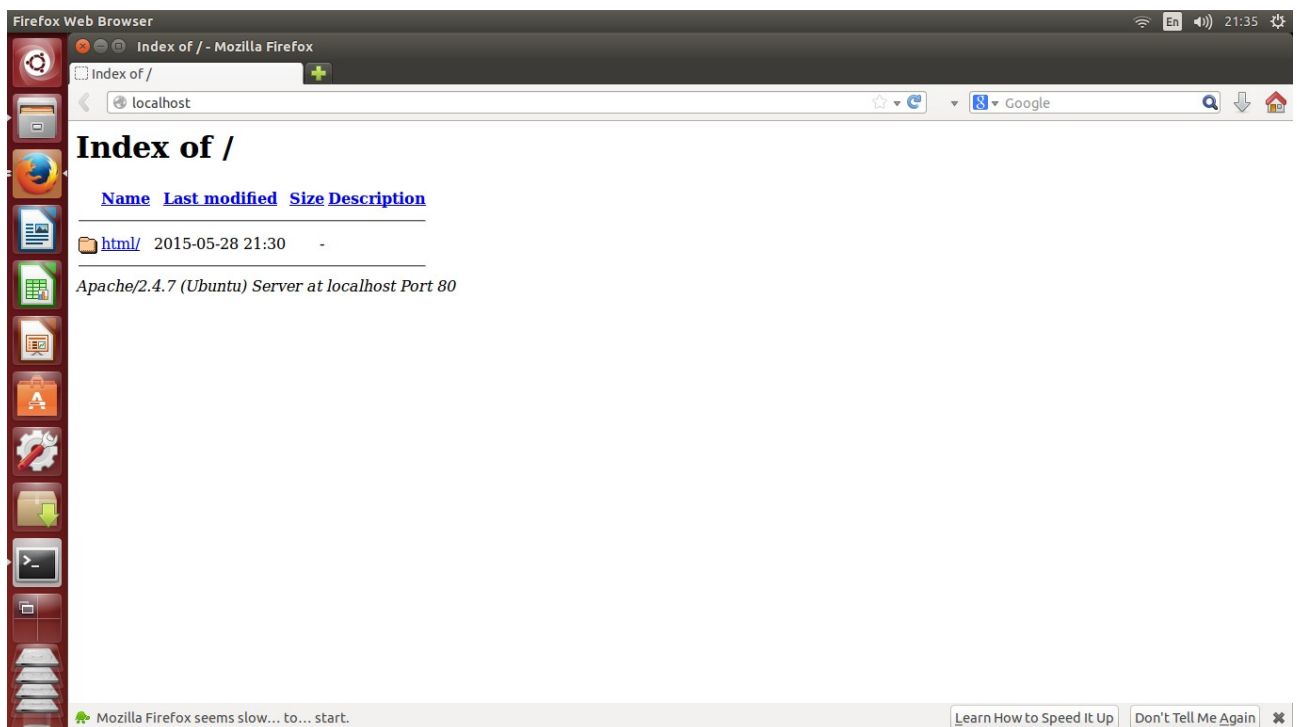 Firefox Web Browser
En 21:35
Index of / - Mozilla Firefox
Index of /
localhost
8 Google
Index of /
Name Last modified Size Description
html/ 2015-05-28 21:30 -
Apache/2.4.7 (Ubuntu) Server at localhost Port 80
Mozilla Firefox seems slow... to... start. Learn How to Speed It Up Don't Tell Me Again